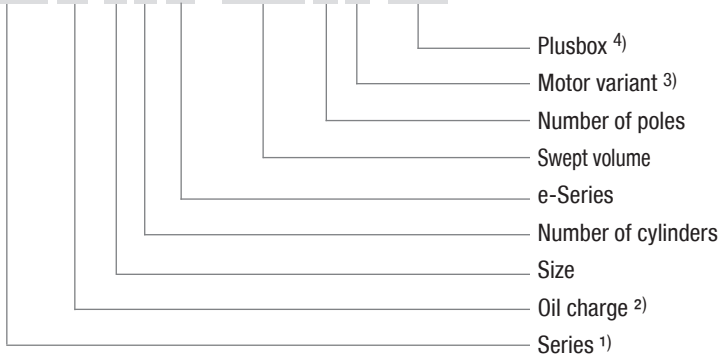 Plusbox 4)
Motor variant 3)
Number of poles
Swept volume
e-Series
Number of cylinders
Size
Oil charge 2)
Series 1)